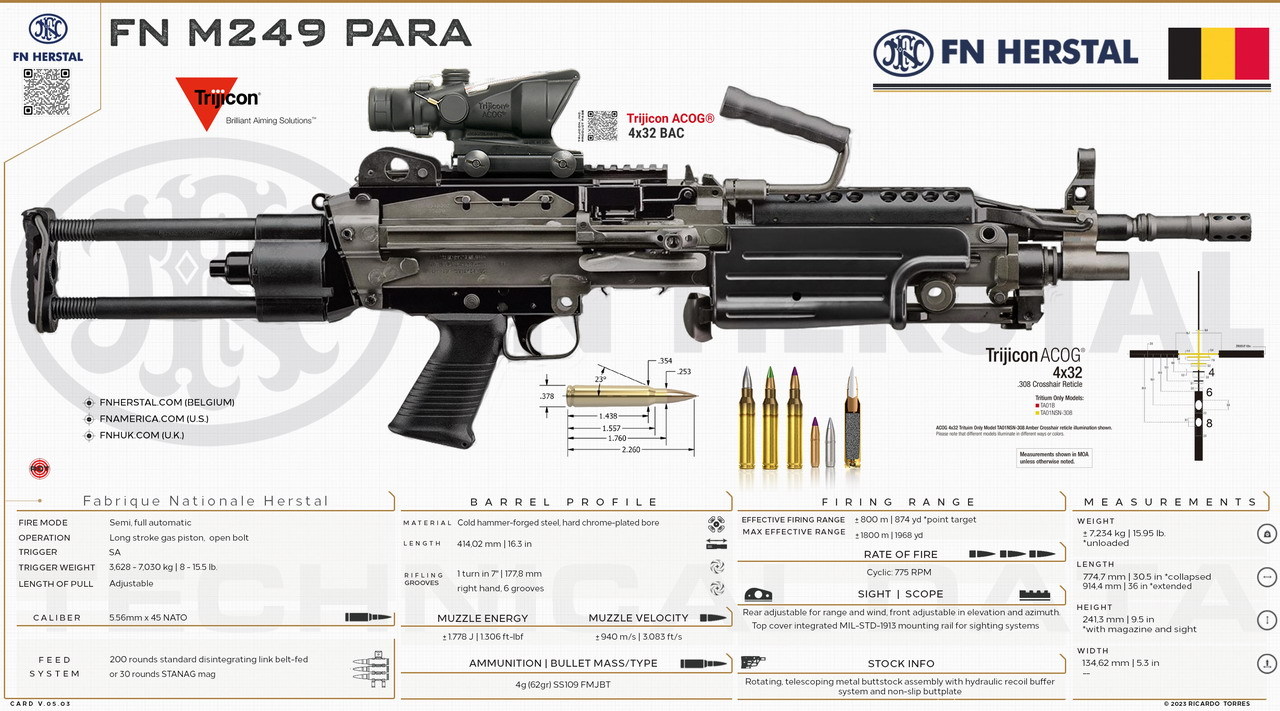 FN HERSTAL
FN M249 PARA
FN HERSTAL
Trijicon®
Brilliant Aiming Solutions™
Trijicon
ACOG
Trijicon ACOG®
4x32 BAC
FNHERSTAL.COM (BELGIUM)
FNAMERICA.COM (U.S.)
FNHUK.COM (U.K.)
.354
.253
23°
.378
1.438
1.557
1.760
2.260
Trijicon ACOG®
4x32
.308 Crosshair Reticle
Tritium Only Models:
TA01B
TA01NSN-308
ACOG 4x32 Tritium Only Model TA01NSN-308 Amber Crosshair reticle illumination shown.
Please note that different models illuminate in different ways or colors.
Measurements shown in MOA
unless otherwise noted.
4
6
8
FN HERSTAL
TECHNICAL DATA
Fabrique Nationale Herstal
FIRE MODE Semi, full automatic
OPERATION Long stroke gas piston, open bolt
TRIGGER SA
TRIGGER WEIGHT 3,628 - 7,030 kg | 8 - 15.5 lb.
LENGTH OF PULL Adjustable
CALIBER 5.56mm x 45 NATO
FEED SYSTEM 200 rounds standard disintegrating link belt-fed
or 30 rounds STANAG mag
BARREL PROFILE
MATERIAL Cold hammer-forged steel, hard chrome-plated bore
LENGTH 414,02 mm | 16.3 in
RIFLING
GROOVES
1 turn in 7" | 177,8 mm
right hand, 6 grooves
MUZZLE ENERGY
±1.778 J | 1.306 ft-lbf
MUZZLE VELOCITY
±940 m/s | 3.083 ft/s
AMMUNITION | BULLET MASS/TYPE
4g (62gr) SS109 FMJBT
FIRING RANGE
EFFECTIVE FIRING RANGE ±800 m | 874 yd *point target
MAX EFFECTIVE RANGE ±1800 m | 1968 yd
RATE OF FIRE
Cyclic: 775 RPM
SIGHT | SCOPE
Rear adjustable for range and wind, front adjustable in elevation and azimuth.
Top cover integrated MIL-STD-1913 mounting rail for sighting systems
STOCK INFO
Rotating, telescoping metal buttstock assembly with hydraulic recoil buffer
system and non-slip buttplate
MEASUREMENTS
WEIGHT
±7,234 kg | 15.95 lb.
*unloaded
LENGTH
774,7 mm | 30.5 in *collapsed
914,4 mm | 36 in *extended
HEIGHT
241,3 mm | 9.5 in
*with magazine and sight
WIDTH
134,62 mm | 5.3 in
--
CARD V.05.03
© 2023 RICARDO TORRES